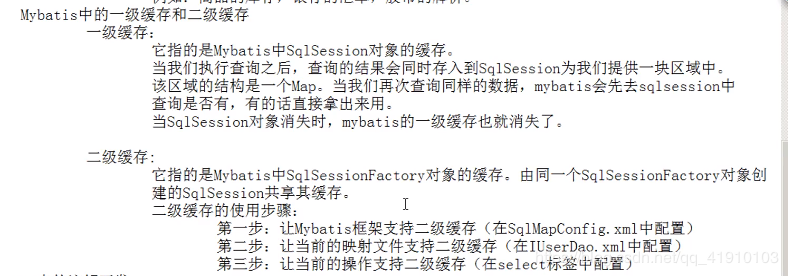 例如：商品的库存，银行的汇率，股市的牌价。
Mybatis中的一级缓存和二级缓存
一级缓存：
它指的是Mybatis中SqlSession对象的缓存。
当我们执行查询之后，查询的结果会同时存入到SqlSession为我们提供一块区域中。
该区域的结构是一个Map。当我们再次查询同样的数据，mybatis会先去sqlsession中
查询是否有，有的话直接拿出来用。
当SqlSession对象消失时，mybatis的一级缓存也就消失了。
二级缓存:
它指的是Mybatis中SqlSessionFactory对象的缓存。由同一个SqlSessionFactory对象创
建的SqlSession共享其缓存。
二级缓存的使用步骤：
第一步：让Mybatis框架支持二级缓存（在SqlMapConfig.xml中配置）
第二步：让当前的映射文件支持二级缓存（在IUserDao.xml中配置）
第三步：让当前的操作支持二级缓存（在select标签中配置）
qq_41910103